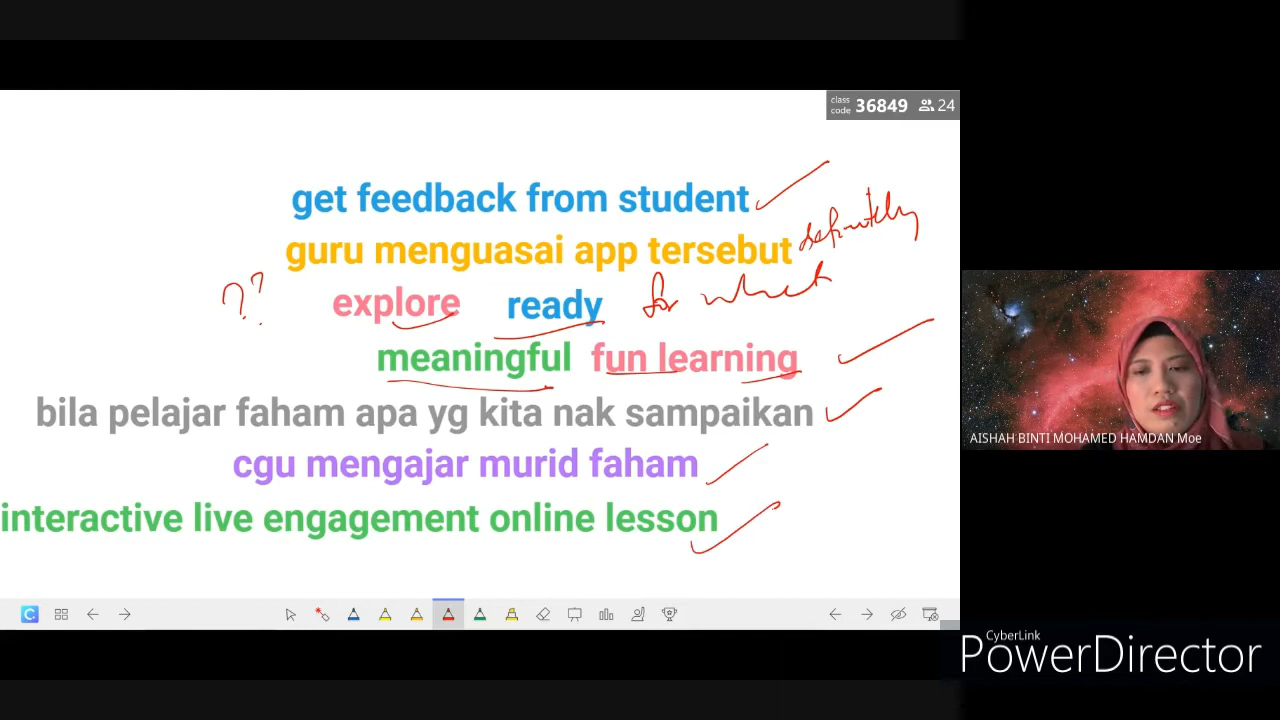 class code 36849 24
get feedback from student
guru menguasai app tersebut definitely
?? explore ready for what
meaningful fun learning
bila pelajar faham apa yg kita nak sampaikan
cgu mengajar murid faham
interactive live engagement online lesson
AISHAH BINTI MOHAMED HAMDAN Moe
CyberLink
PowerDirector